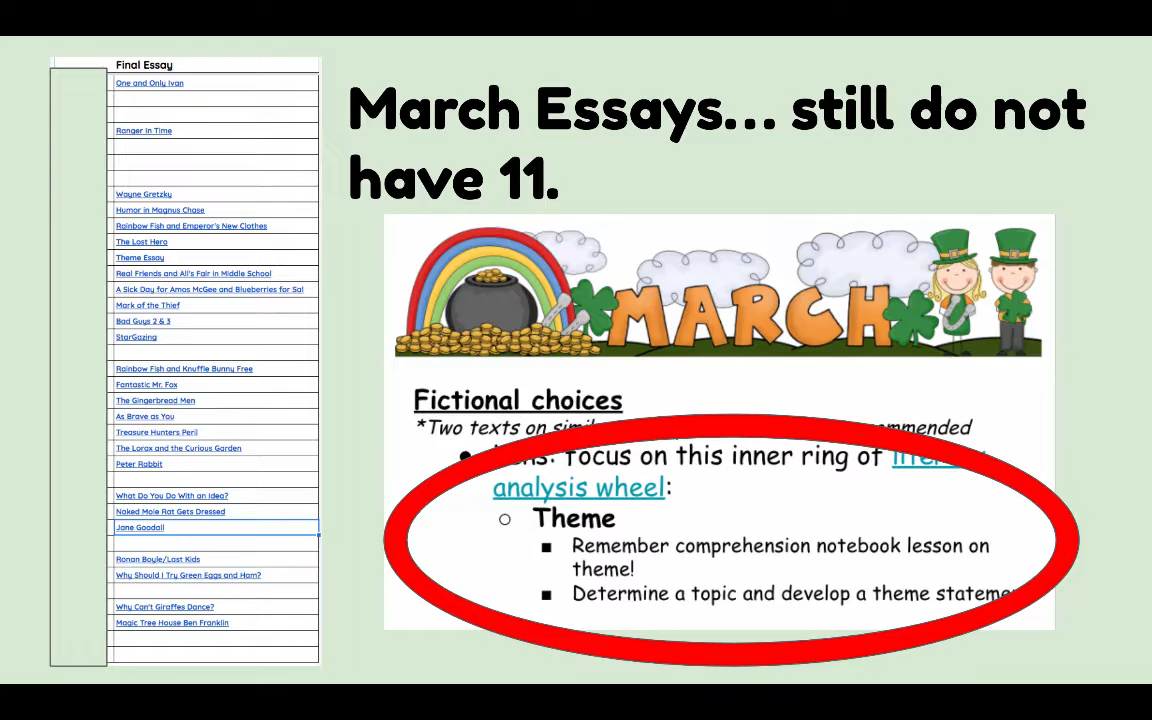 Final Essay
One and Only Ivan
Ranger in Time
Wayne Gretzky
Humor in Magnus Chase
Rainbow Fish and Emperor's New Clothes
The Lost Hero
Theme Essay
Real Friends and All's Fair in Middle School
A Sick Day for Amos McGee and Blueberries for Sal
Mark of the Thief
Bad Guys 2 & 3
StarGazing
Rainbow Fish and Knuffle Bunny Free
Fantastic Mr. Fox
The Gingerbread Men
As Brave as You
Treasure Hunters Peril
The Lorax and the Curious Garden
Peter Rabbit
What Do You Do With an Idea?
Naked Mole Rat Gets Dressed
Jane Goodall
Ronan Boyle/Last Kids
Why Should I Try Green Eggs and Ham?
Why Can't Giraffes Dance?
Magic Tree House Ben Franklin
March Essays... still do not
have 11.
MARCH
Fictional choices
*Two texts on
focus on this inner ring of
analysis wheel:
Theme
Remember comprehension notebook lesson on
theme!
Determine a topic and develop a theme